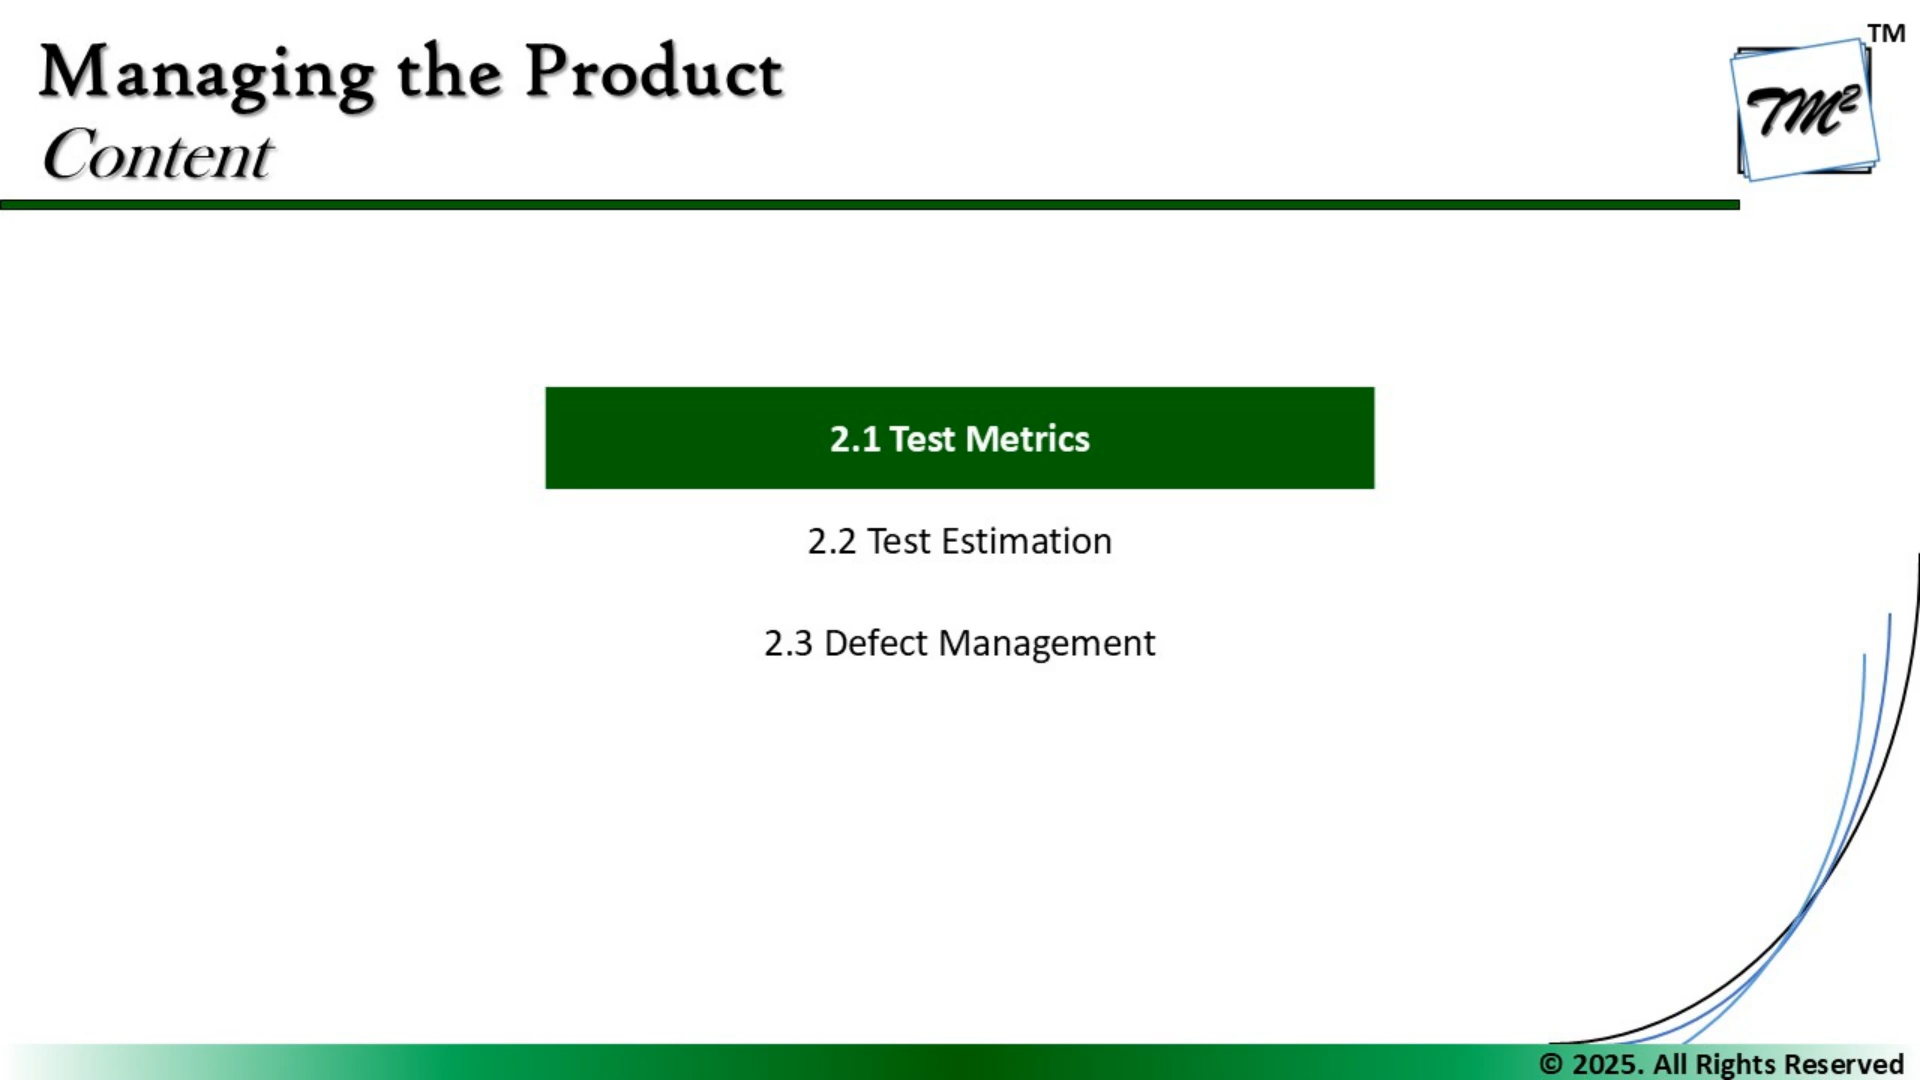 Managing the Product
Content
TM
TM²
2.1 Test Metrics
2.2 Test Estimation
2.3 Defect Management
© 2025. All Rights Reserved